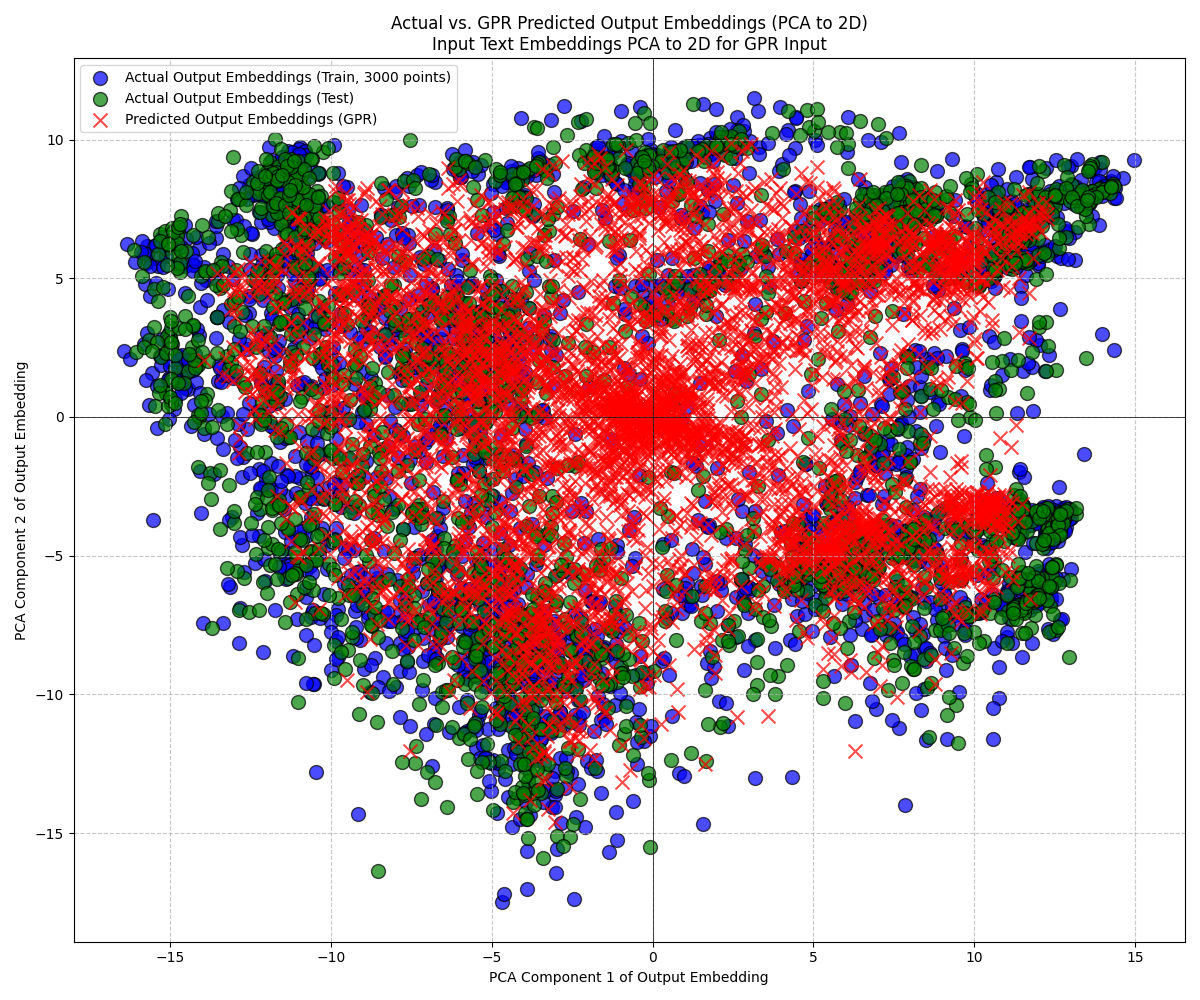 Actual vs. GPR Predicted Output Embeddings (PCA to 2D)
Input Text Embeddings PCA to 2D for GPR Input
Actual Output Embeddings (Train, 3000 points)
Actual Output Embeddings (Test)
Predicted Output Embeddings (GPR)
PCA Component 2 of Output Embedding
10
5
0
−5
−10
−15
−15
−10
−5
0
5
10
15
PCA Component 1 of Output Embedding